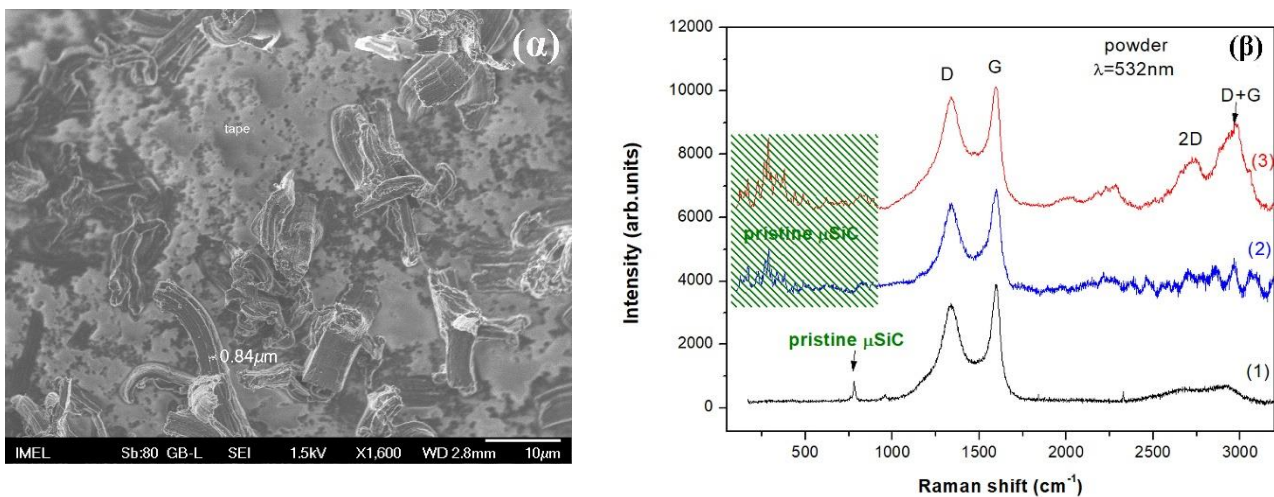 (α)
tape
0.84μm
IMEL Sb:80 GB-L SEI 1.5kV X1,600 WD 2.8mm 10μm
(β)
powder
λ=532nm
D
G
2D
D+G
(3)
pristine μSiC
(2)
pristine μSiC
(1)
12000
10000
8000
6000
4000
2000
0
Intensity (arb.units)
500 1000 1500 2000 2500 3000
Raman shift (cm⁻¹)